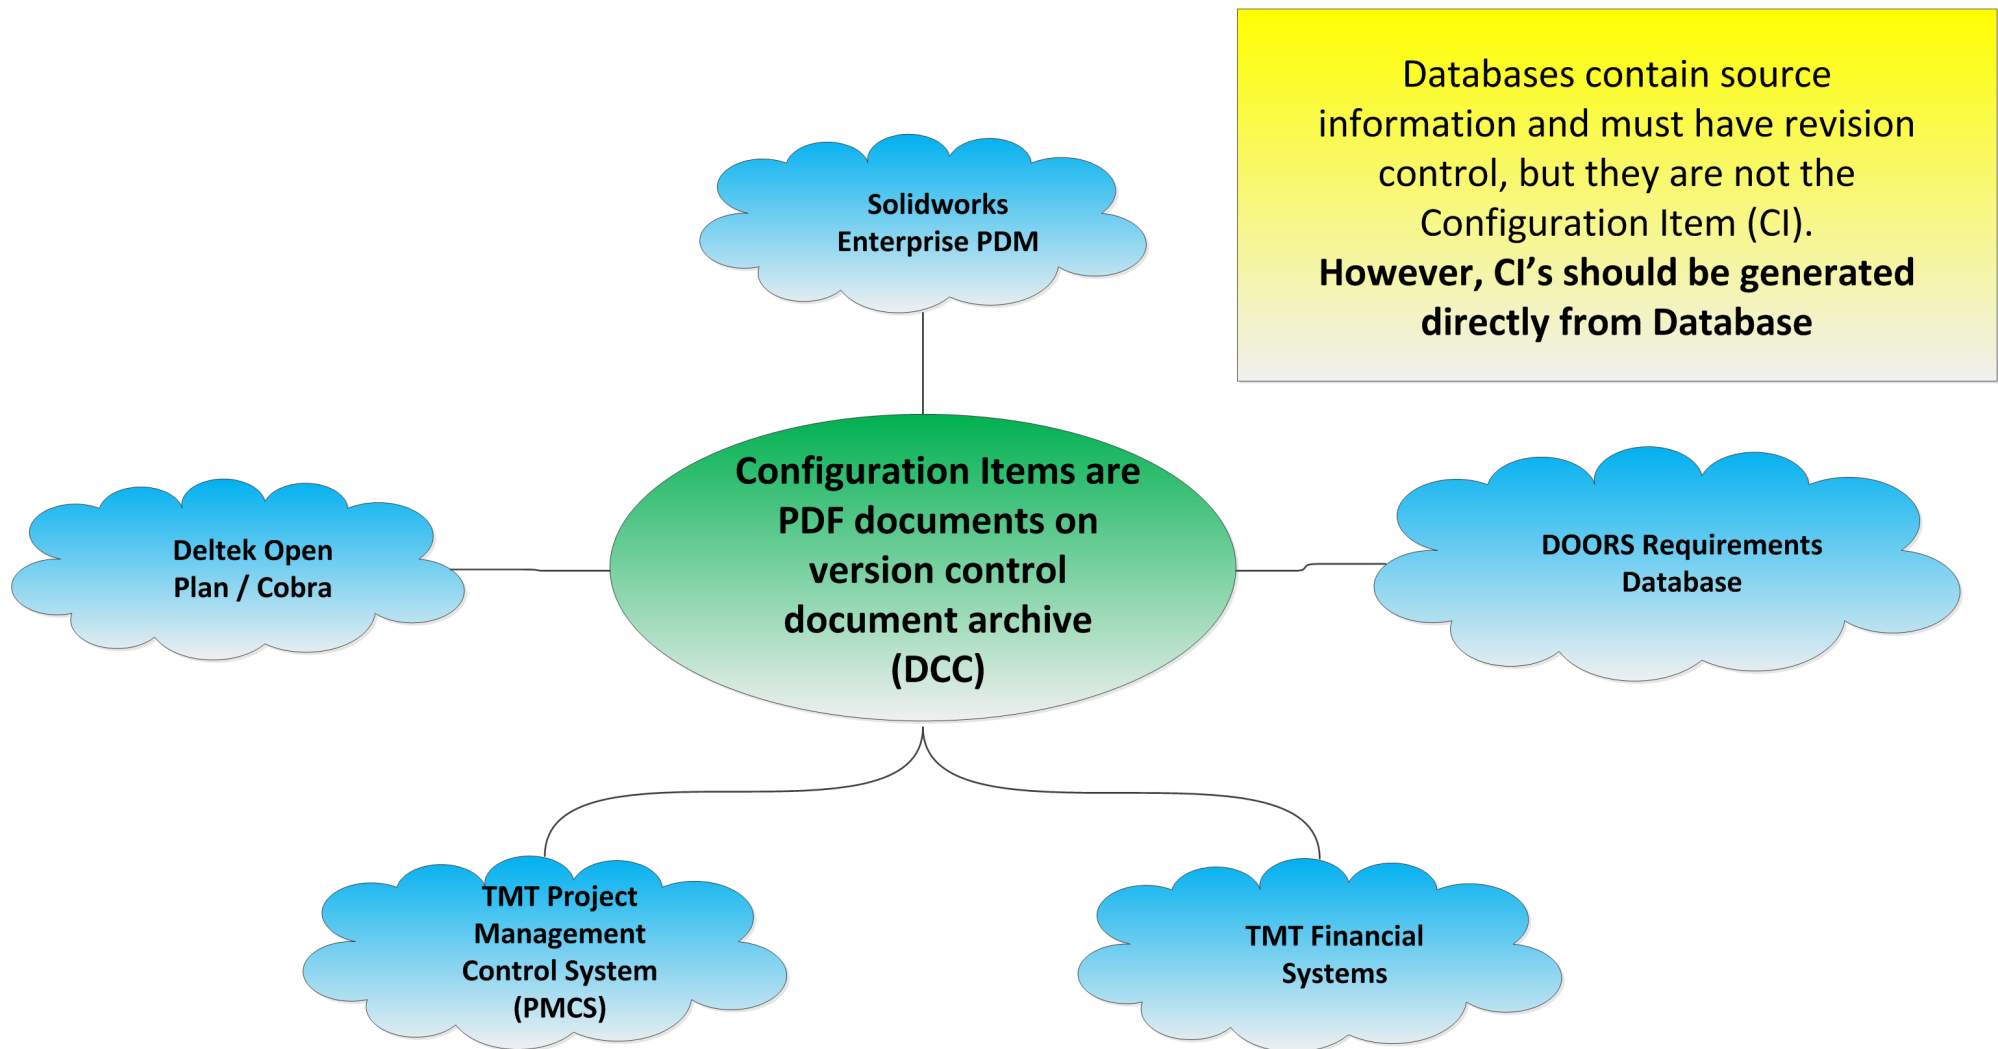 Databases contain source
information and must have revision
control, but they are not the
Configuration Item (CI).
However, CI’s should be generated
directly from Database
Solidworks
Enterprise PDM
Configuration Items are
PDF documents on
version control
document archive
(DCC)
Deltek Open
Plan / Cobra
DOORS Requirements
Database
TMT Project
Management
Control System
(PMCS)
TMT Financial
Systems